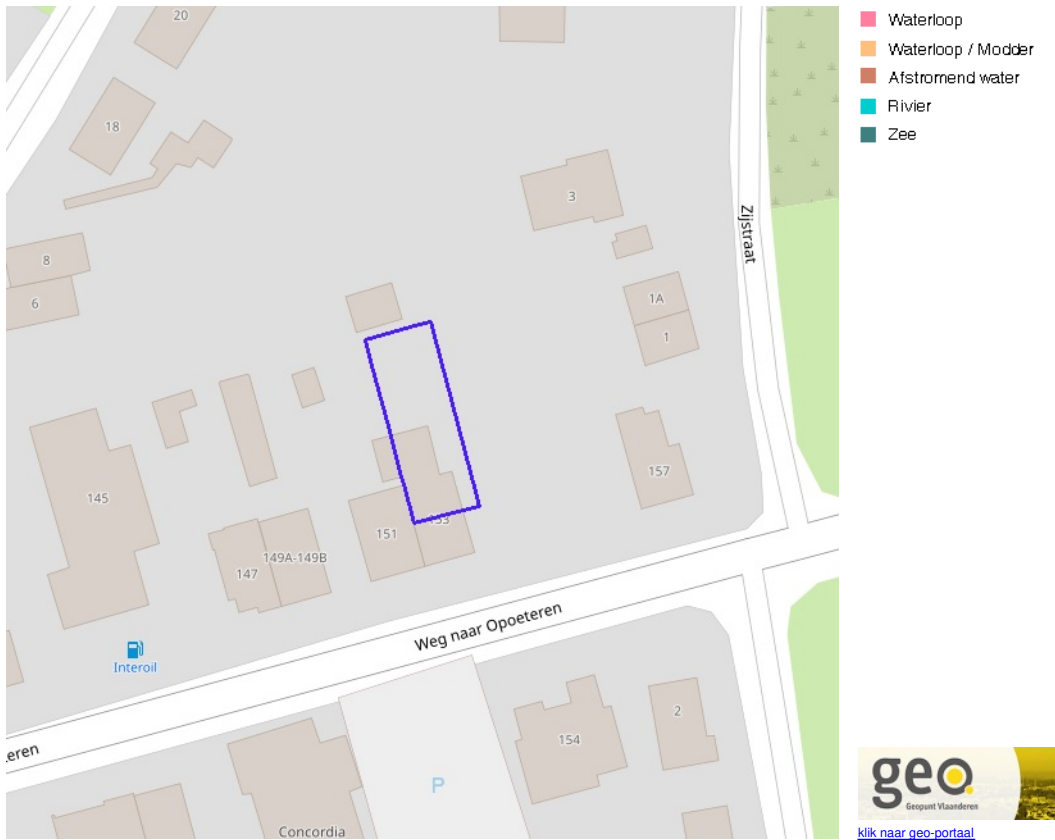 20
18
8
6
3
1A
1
Zijstraat
145
147
149A-149B
151
153
157
Interoil
Weg naar Opoeteren
eren
154
2
P
Concordia
Waterloop
Waterloop / Modder
Afstromend water
Rivier
Zee
geo
Geopunt Vlaanderen
klik naar geo-portaal